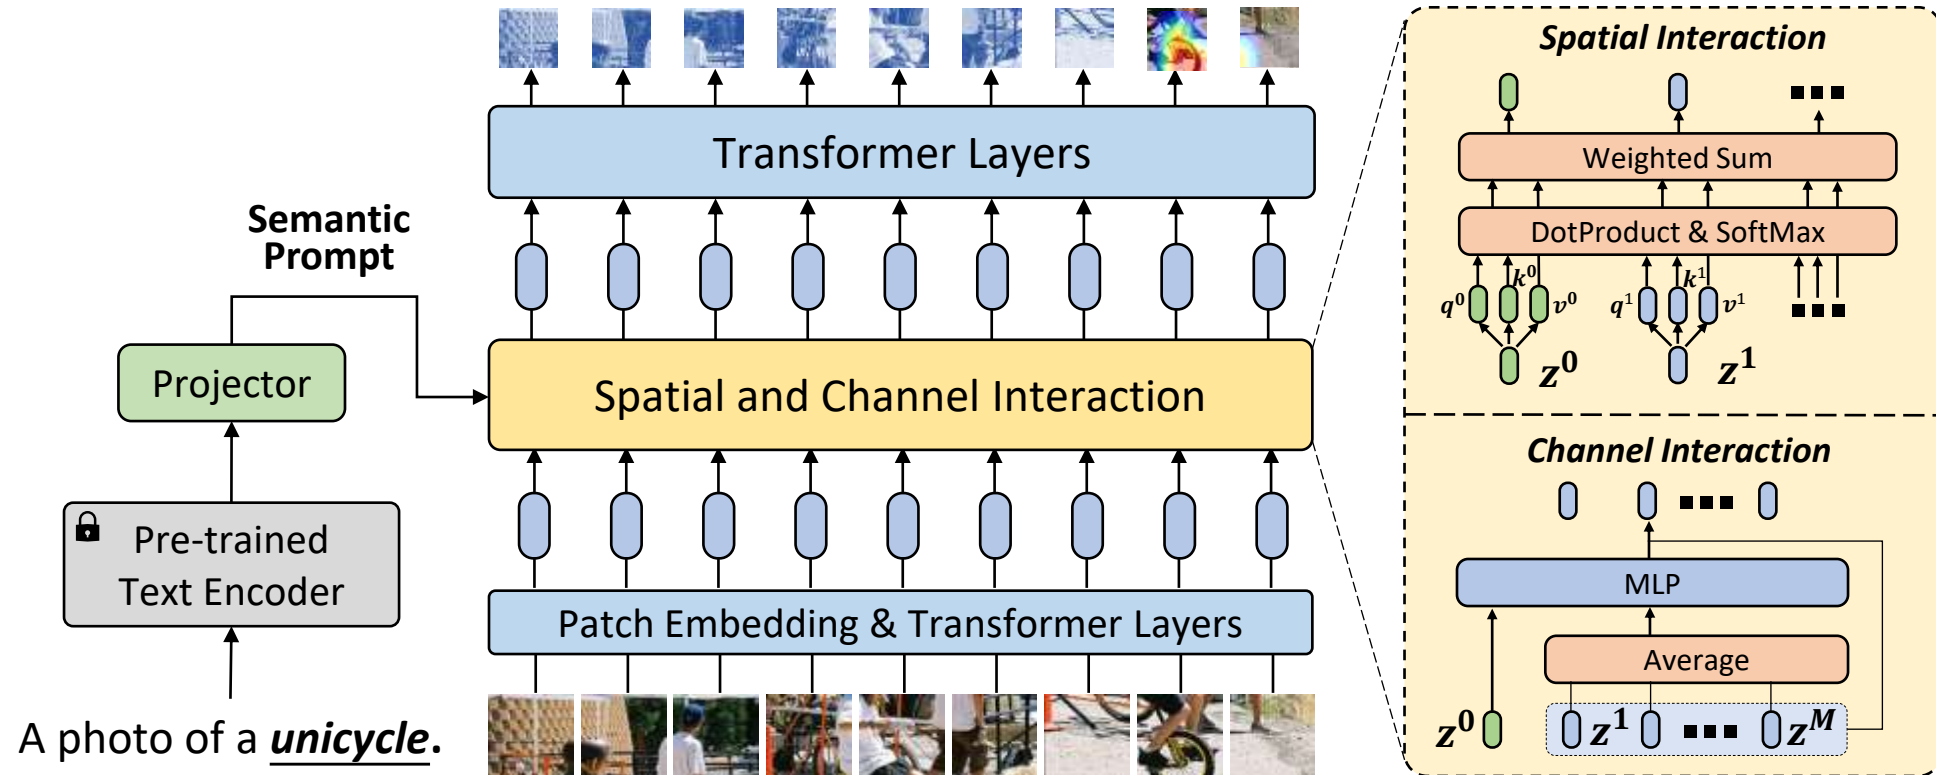 Transformer Layers
Semantic
Prompt
Projector
Spatial and Channel Interaction
Pre-trained
Text Encoder
Patch Embedding & Transformer Layers
A photo of a unicycle.
Spatial Interaction
Weighted Sum
DotProduct & SoftMax
q⁰ k⁰ v⁰ q¹ k¹ v¹
z⁰ z¹
Channel Interaction
MLP
Average
z⁰ z¹ zᴹ